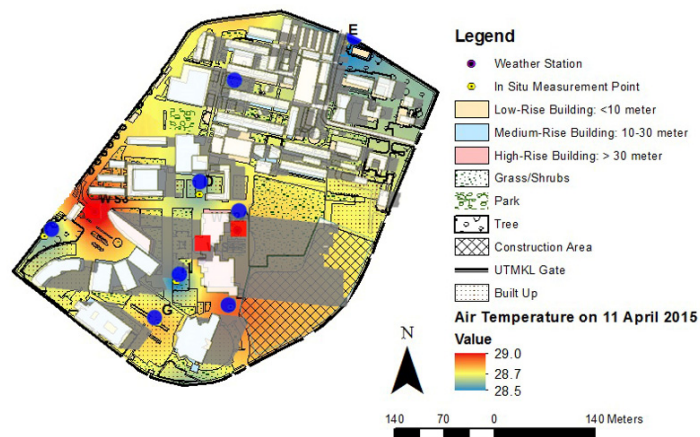 E
Legend
Weather Station
In Situ Measurement Point
Low-Rise Building: <10 meter
Medium-Rise Building: 10-30 meter
High-Rise Building: > 30 meter
Grass/Shrubs
Park
Tree
Construction Area
UTMKL Gate
Built Up
Air Temperature on 11 April 2015
Value
29.0
28.7
28.5
G
N
140 70 0 140 Meters